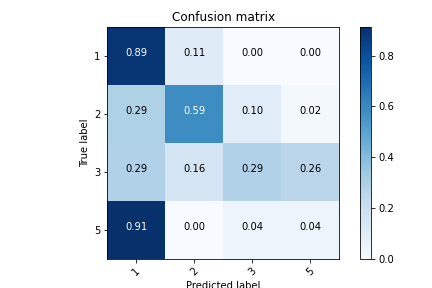 Confusion matrix
True label
1 0.89 0.11 0.00 0.00
2 0.29 0.59 0.10 0.02
3 0.29 0.16 0.29 0.26
5 0.91 0.00 0.04 0.04
1 2 3 5
Predicted label
0.8
0.6
0.4
0.2
0.0